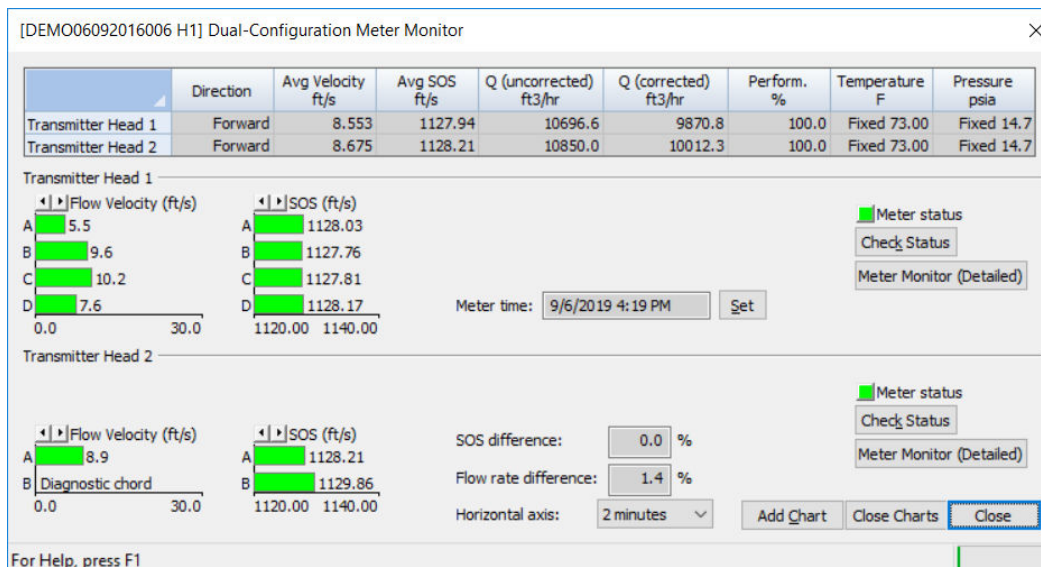 [DEMO06092016006 H1] Dual-Configuration Meter Monitor
Direction Avg Velocity ft/s Avg SOS ft/s Q (uncorrected) ft3/hr Q (corrected) ft3/hr Perform. % Temperature F Pressure psia
Transmitter Head 1 Forward 8.553 1127.94 10696.6 9870.8 100.0 Fixed 73.00 Fixed 14.7
Transmitter Head 2 Forward 8.675 1128.21 10850.0 10012.3 100.0 Fixed 73.00 Fixed 14.7
Transmitter Head 1
Flow Velocity (ft/s) SOS (ft/s)
A 5.5 A 1128.03 Meter status
B 9.6 B 1127.76 Check Status
C 10.2 C 1127.81 Meter Monitor (Detailed)
D 7.6 D 1128.17 Meter time: 9/6/2019 4:19 PM Set
0.0 30.0 1120.00 1140.00
Transmitter Head 2
Meter status
Check Status
Flow Velocity (ft/s) SOS (ft/s) SOS difference: 0.0 %
A 8.9 A 1128.21 Meter Monitor (Detailed)
B Diagnostic chord B 1129.86 Flow rate difference: 1.4 %
0.0 30.0 1120.00 1140.00 Horizontal axis: 2 minutes Add Chart Close Charts Close
For Help, press F1